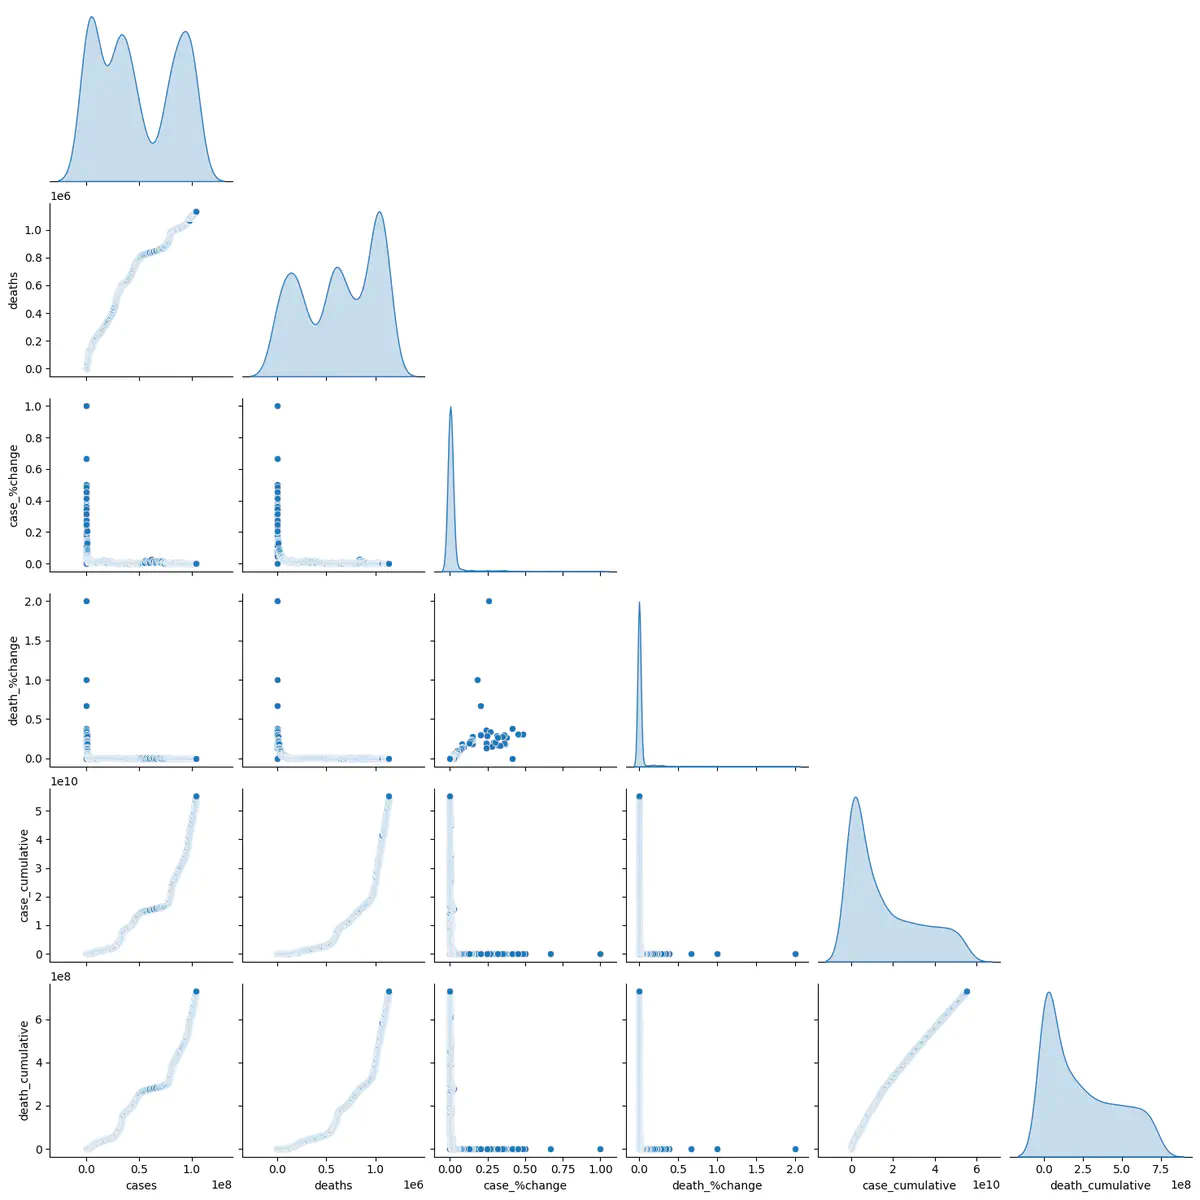 1e6
1.0
0.8
0.6
0.4
0.2
0.0
deaths
1.0
0.8
0.6
0.4
0.2
0.0
case_%change
2.0
1.5
1.0
0.5
0.0
death_%change
1e10
5
4
3
2
1
0
case_cumulative
1e8
6
4
2
0
death_cumulative
0.0 0.5 1.0
cases 1e8
0.0 0.5 1.0
deaths 1e6
0.00 0.25 0.50 0.75 1.00
case_%change
0.0 0.5 1.0 1.5 2.0
death_%change
0 2 4 6
case_cumulative 1e10
0.0 2.5 5.0 7.5
death_cumulative 1e8